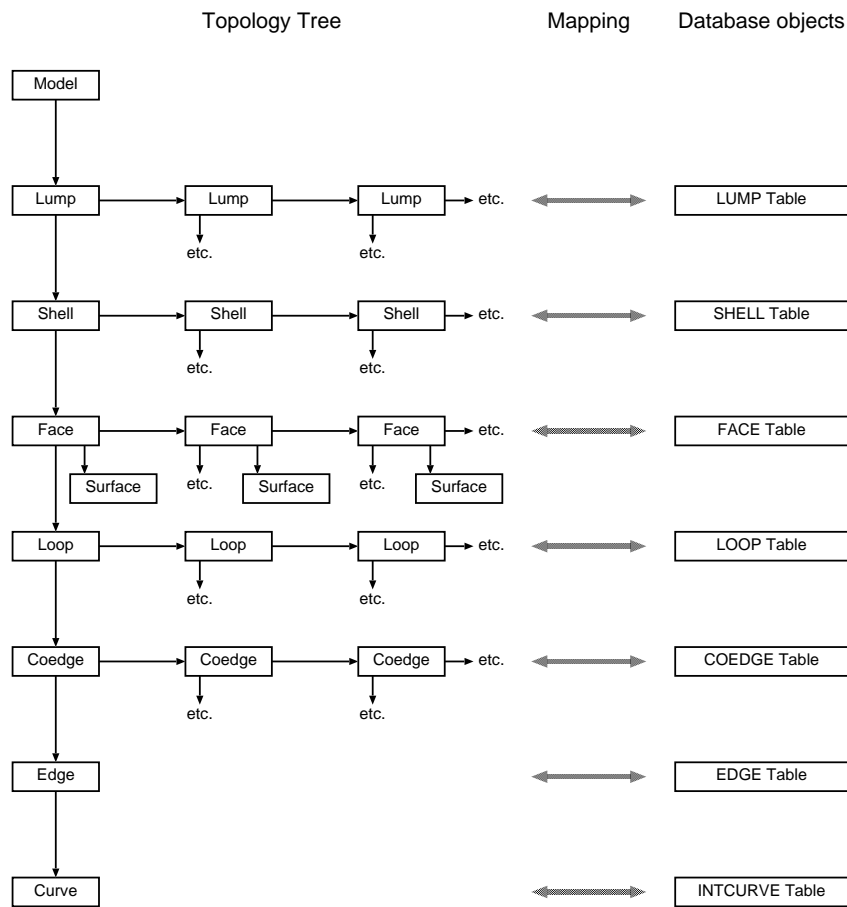 Topology Tree Mapping Database objects
Model
Lump Lump Lump etc. LUMP Table
etc. etc.
Shell Shell Shell etc. SHELL Table
etc. etc.
Face Face Face etc. FACE Table
Surface etc. Surface etc. Surface
Loop Loop Loop etc. LOOP Table
etc. etc.
Coedge Coedge Coedge etc. COEDGE Table
etc. etc.
Edge EDGE Table
Curve INTCURVE Table